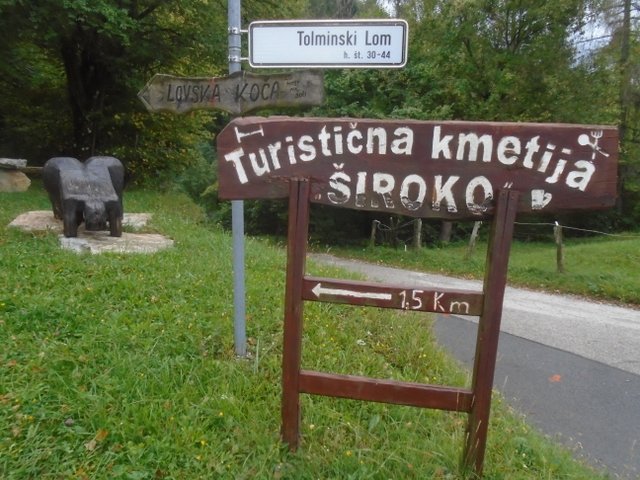 Tolminski Lom
h. št. 30-44
LOVSKA KOČA
Turistična kmetija
"ŠIROKO"
1,5 Km